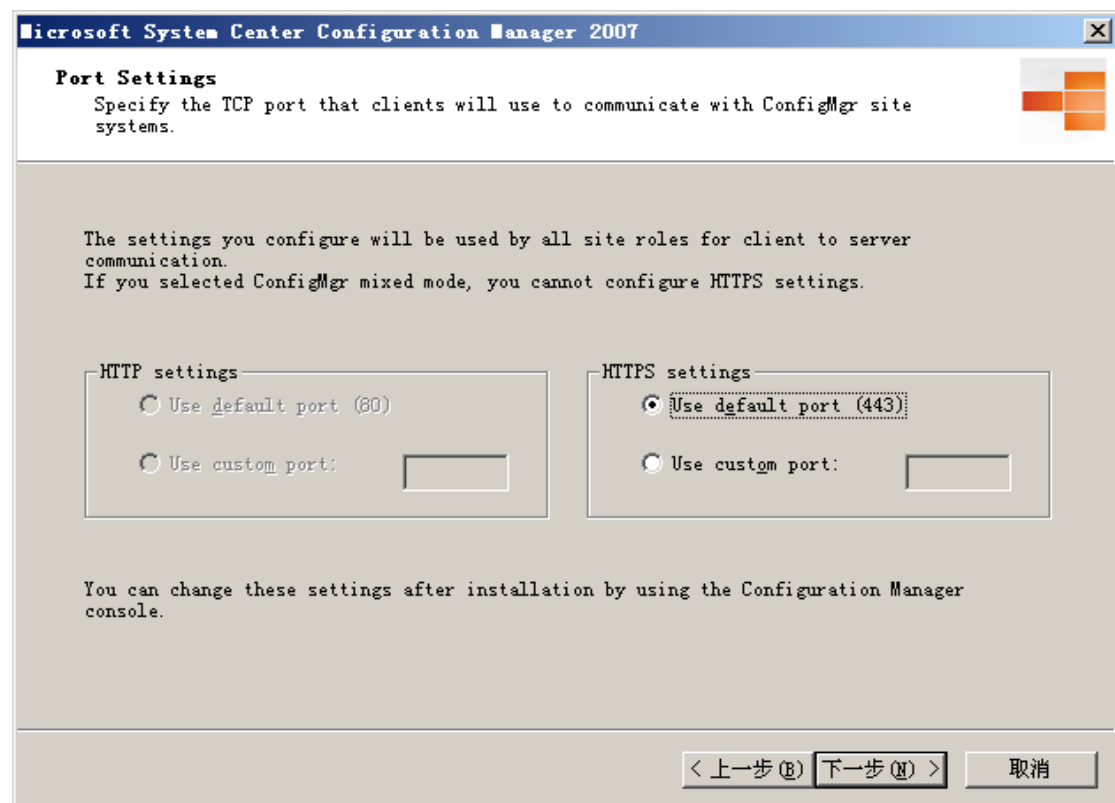 Microsoft System Center Configuration Manager 2007
Port Settings
Specify the TCP port that clients will use to communicate with ConfigMgr site
systems.
The settings you configure will be used by all site roles for client to server
communication.
If you selected ConfigMgr mixed mode, you cannot configure HTTPS settings.
HTTP settings
Use default port (80)
Use custom port:
HTTPS settings
Use default port (443)
Use custom port:
You can change these settings after installation by using the Configuration Manager
console.
< 上一步(B) 下一步(N) > 取消